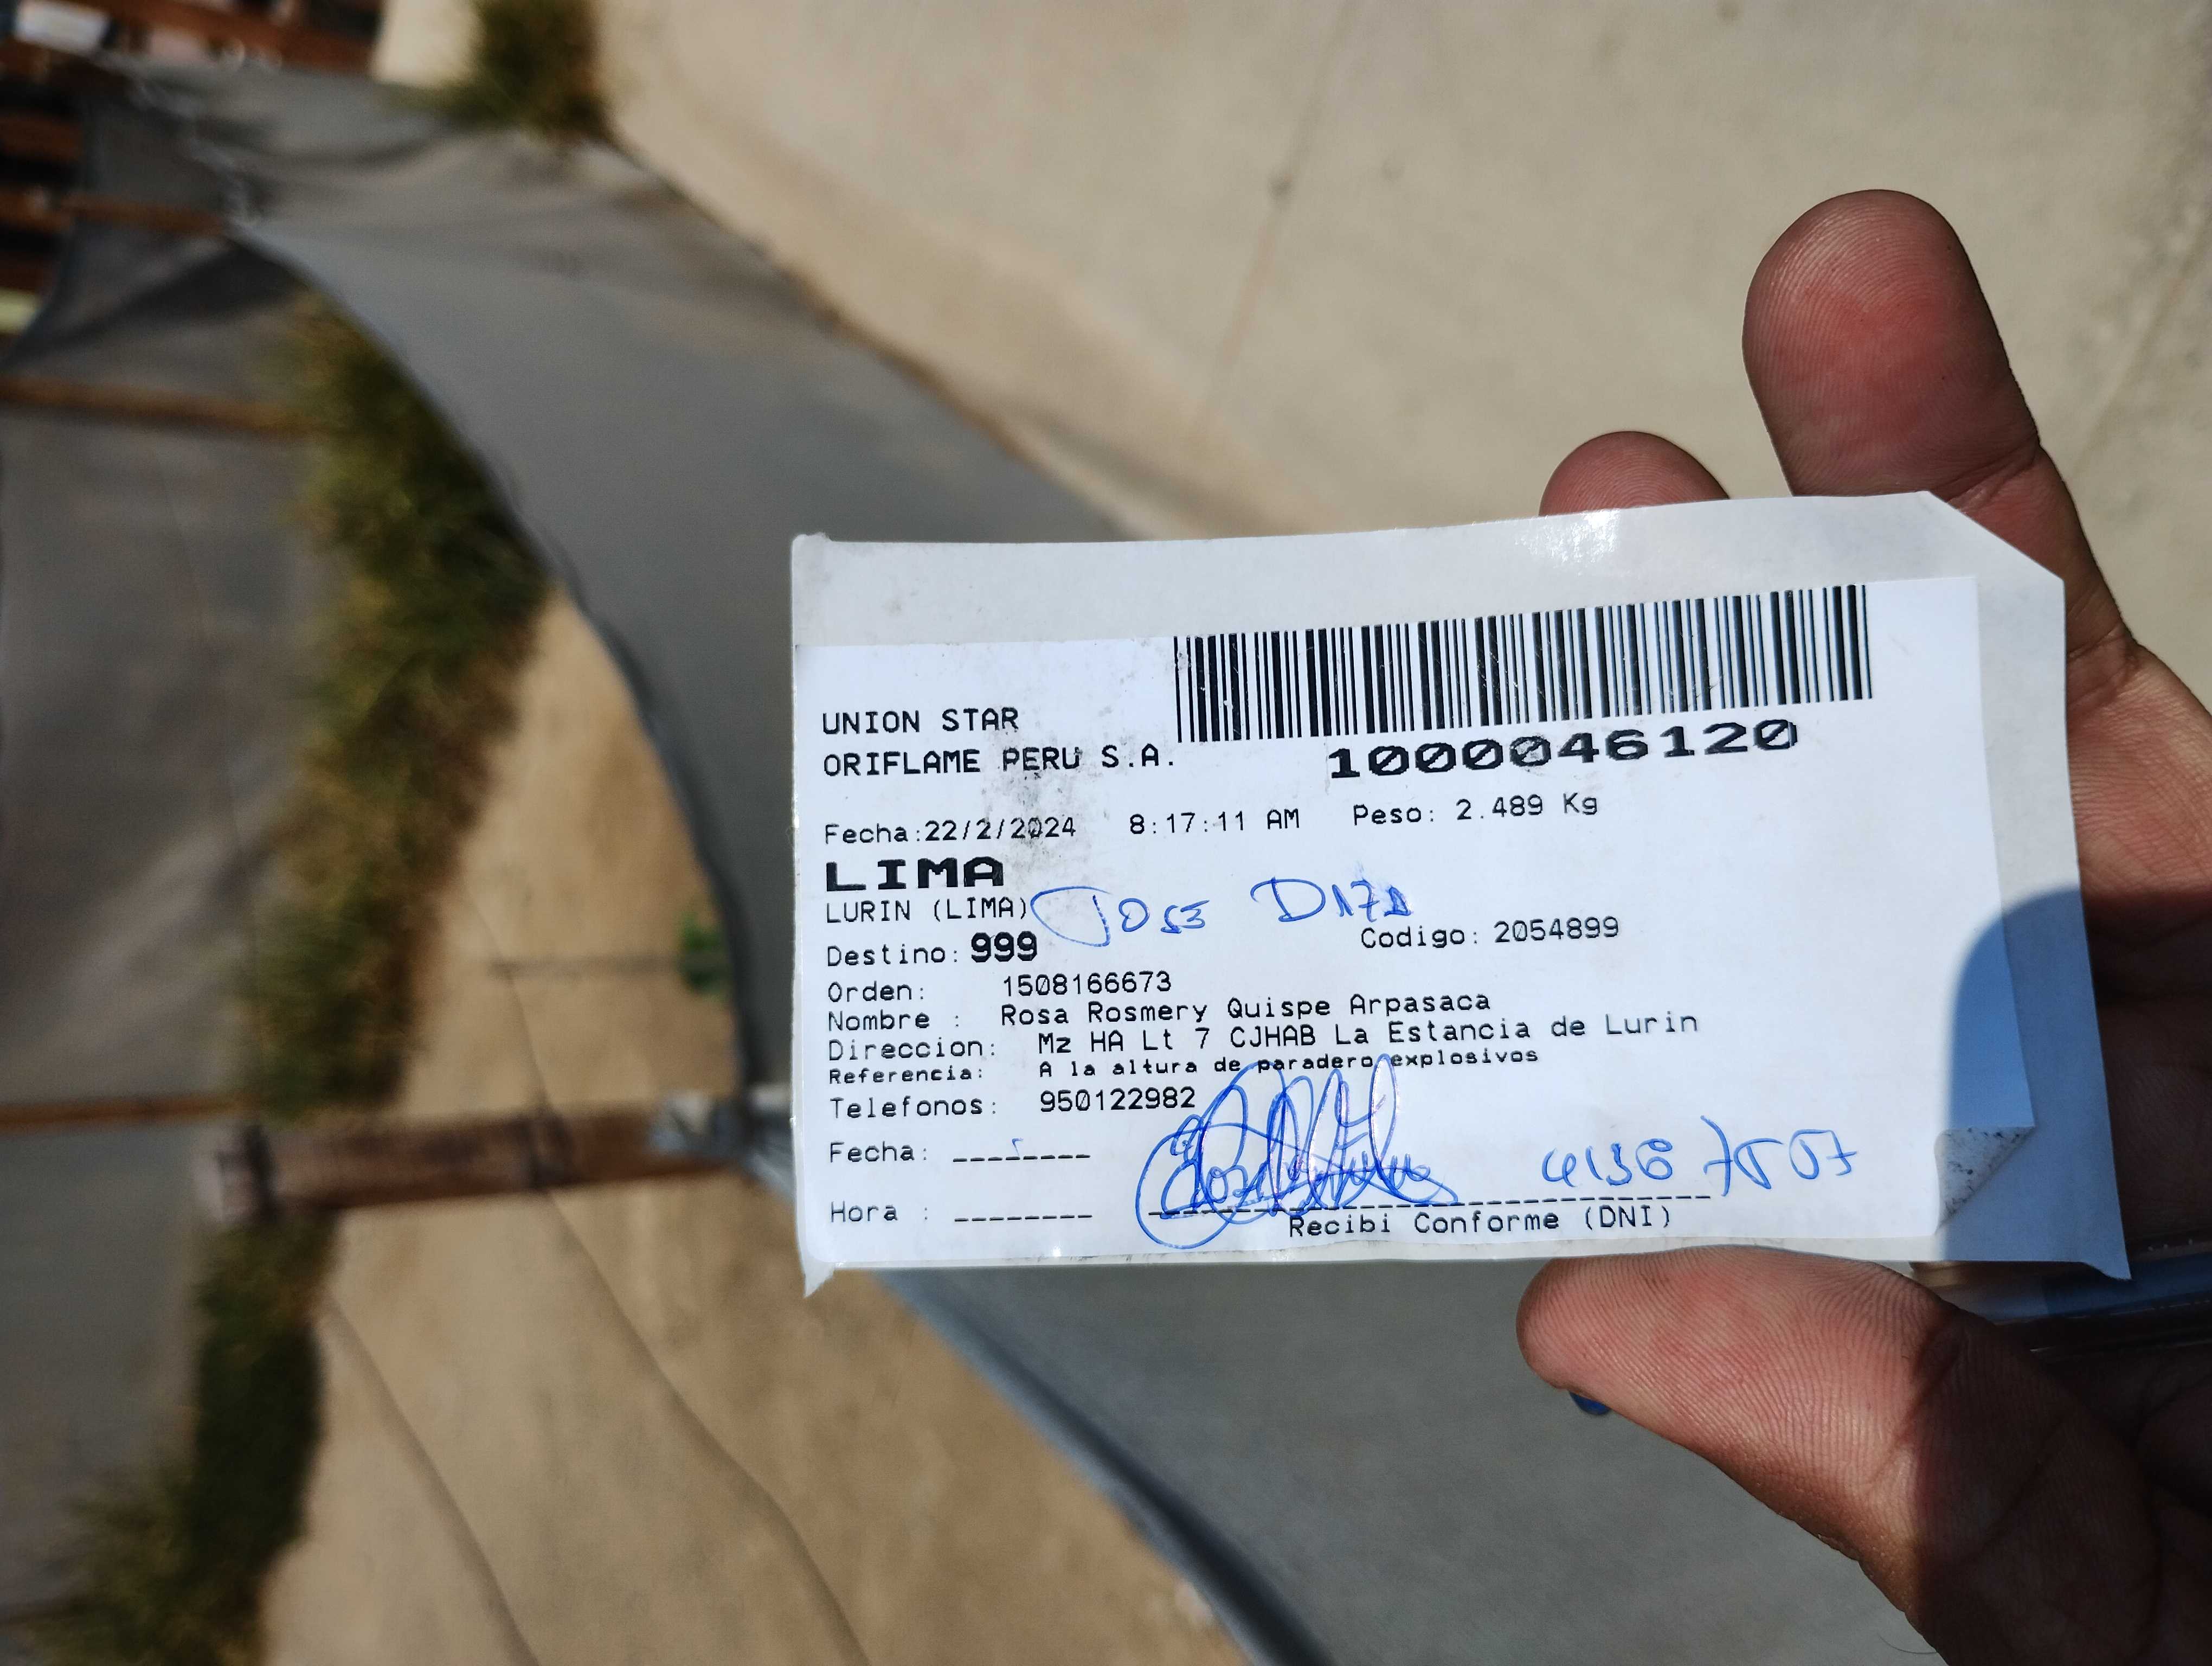 UNION STAR
ORIFLAME PERU S.A.
1000046120
Fecha:22/2/2024 8:17:11 AM Peso: 2.489 Kg
LIMA
LURIN (LIMA) JOSE
Destino: 999 Codigo: 2054899
Orden: 1508166673
Nombre : Rosa Rosmery Quispe Arpasaca
Direccion: Mz HA Lt 7 CJHAB La Estancia de Lurin
Referencia: A la altura de paradero explosivos
Telefonos: 950122982
Fecha: --------
Hora : --------
Recibi Conforme (DNI)